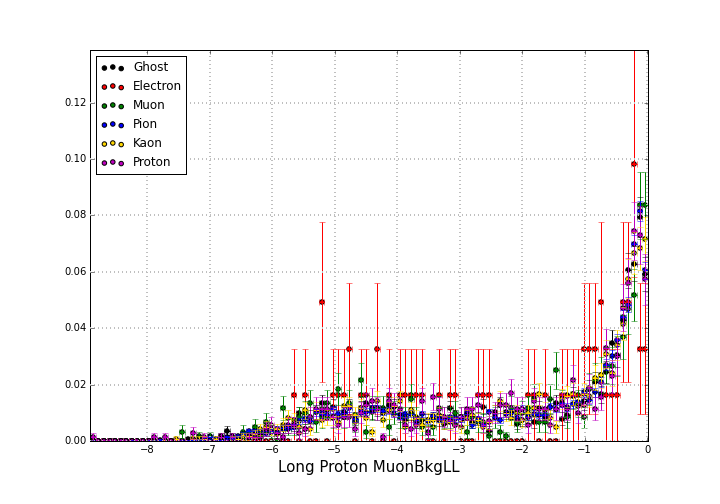 Ghost
Electron
Muon
Pion
Kaon
Proton
0.12
0.10
0.08
0.06
0.04
0.02
0.00
−8 −7 −6 −5 −4 −3 −2 −1 0
Long Proton MuonBkgLL